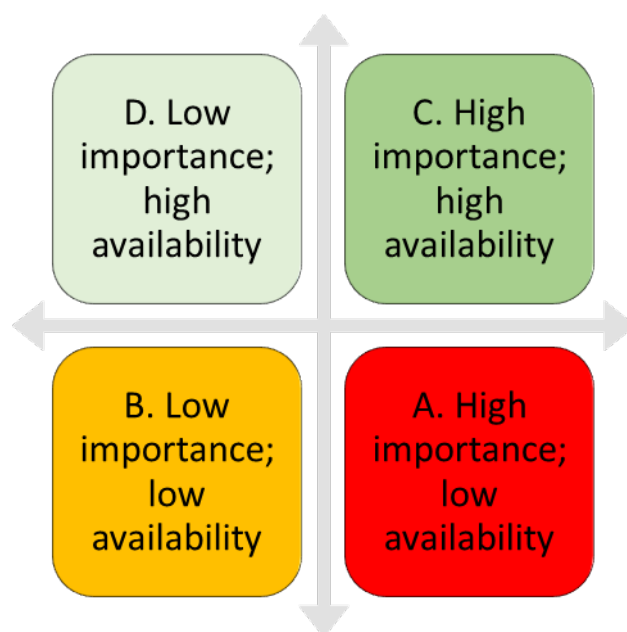 D. Low
importance;
high
availability
C. High
importance;
high
availability
B. Low
importance;
low
availability
A. High
importance;
low
availability